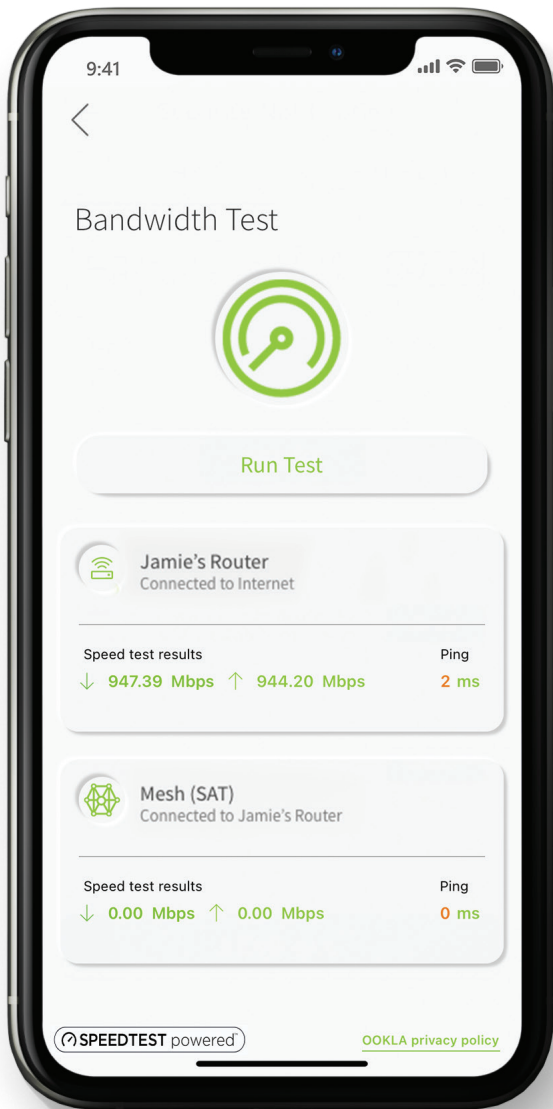 9:41
Bandwidth Test
Run Test
Jamie's Router
Connected to Internet
Speed test results
Ping
↓ 947.39 Mbps ↑ 944.20 Mbps
2 ms
Mesh (SAT)
Connected to Jamie's Router
Speed test results
Ping
↓ 0.00 Mbps ↑ 0.00 Mbps
0 ms
SPEEDTEST powered™
OOKLA privacy policy